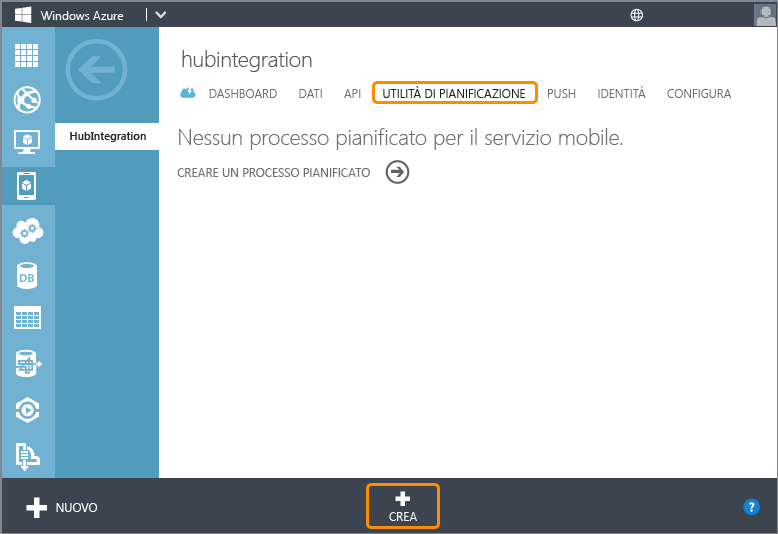 Windows Azure
hubintegration
DASHBOARD DATI API UTILITÀ DI PIANIFICAZIONE PUSH IDENTITÀ CONFIGURA
HubIntegration
Nessun processo pianificato per il servizio mobile.
CREARE UN PROCESSO PIANIFICATO
DB
NUOVO
CREA
?